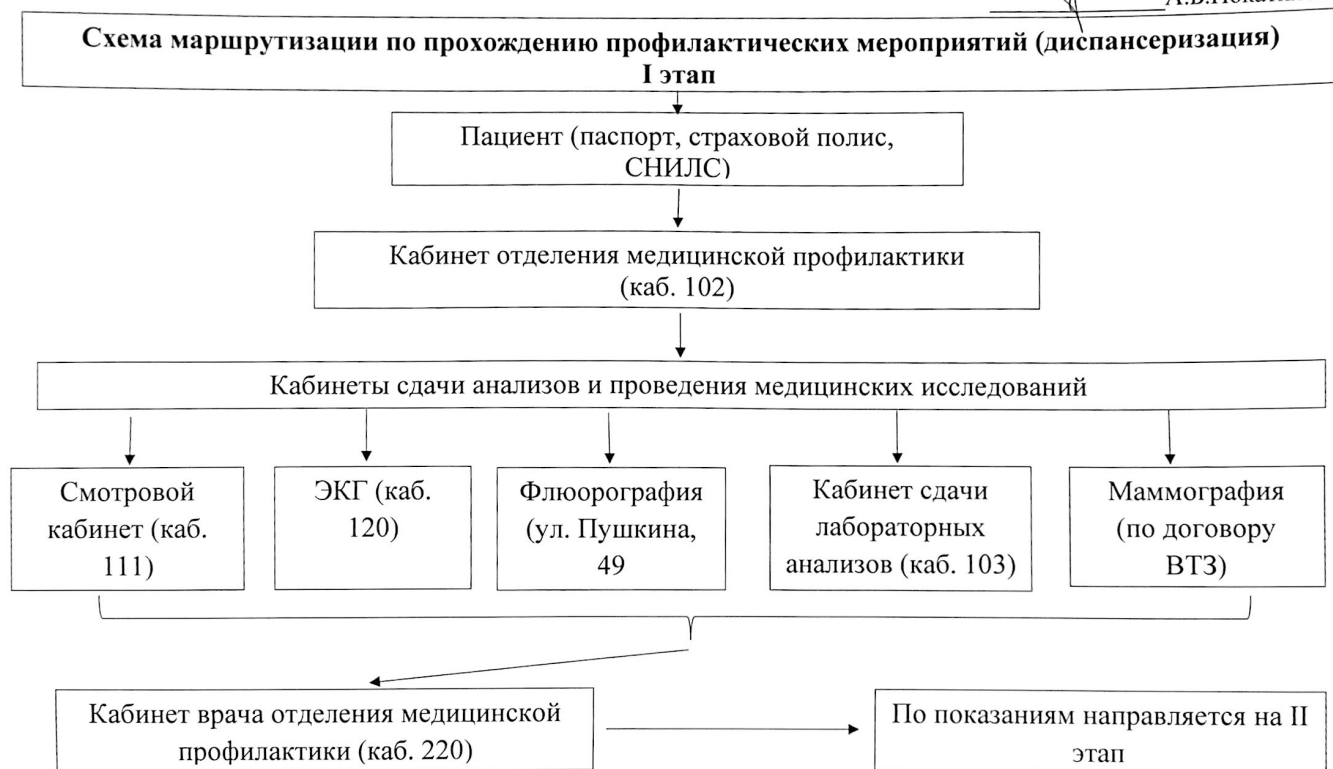 Схема маршрутизации по прохождению профилактических мероприятий (диспансеризация)
I этап
Пациент (паспорт, страховой полис,
СНИЛС)
Кабинет отделения медицинской профилактики
(каб. 102)
Кабинеты сдачи анализов и проведения медицинских исследований
Смотровой
кабинет (каб.
111)
ЭКГ (каб.
120)
Флюорография
(ул. Пушкина,
49
Кабинет сдачи
лабораторных
анализов (каб. 103)
Маммография
(по договору
ВТЗ)
Кабинет врача отделения медицинской
профилактики (каб. 220)
По показаниям направляется на II
этап